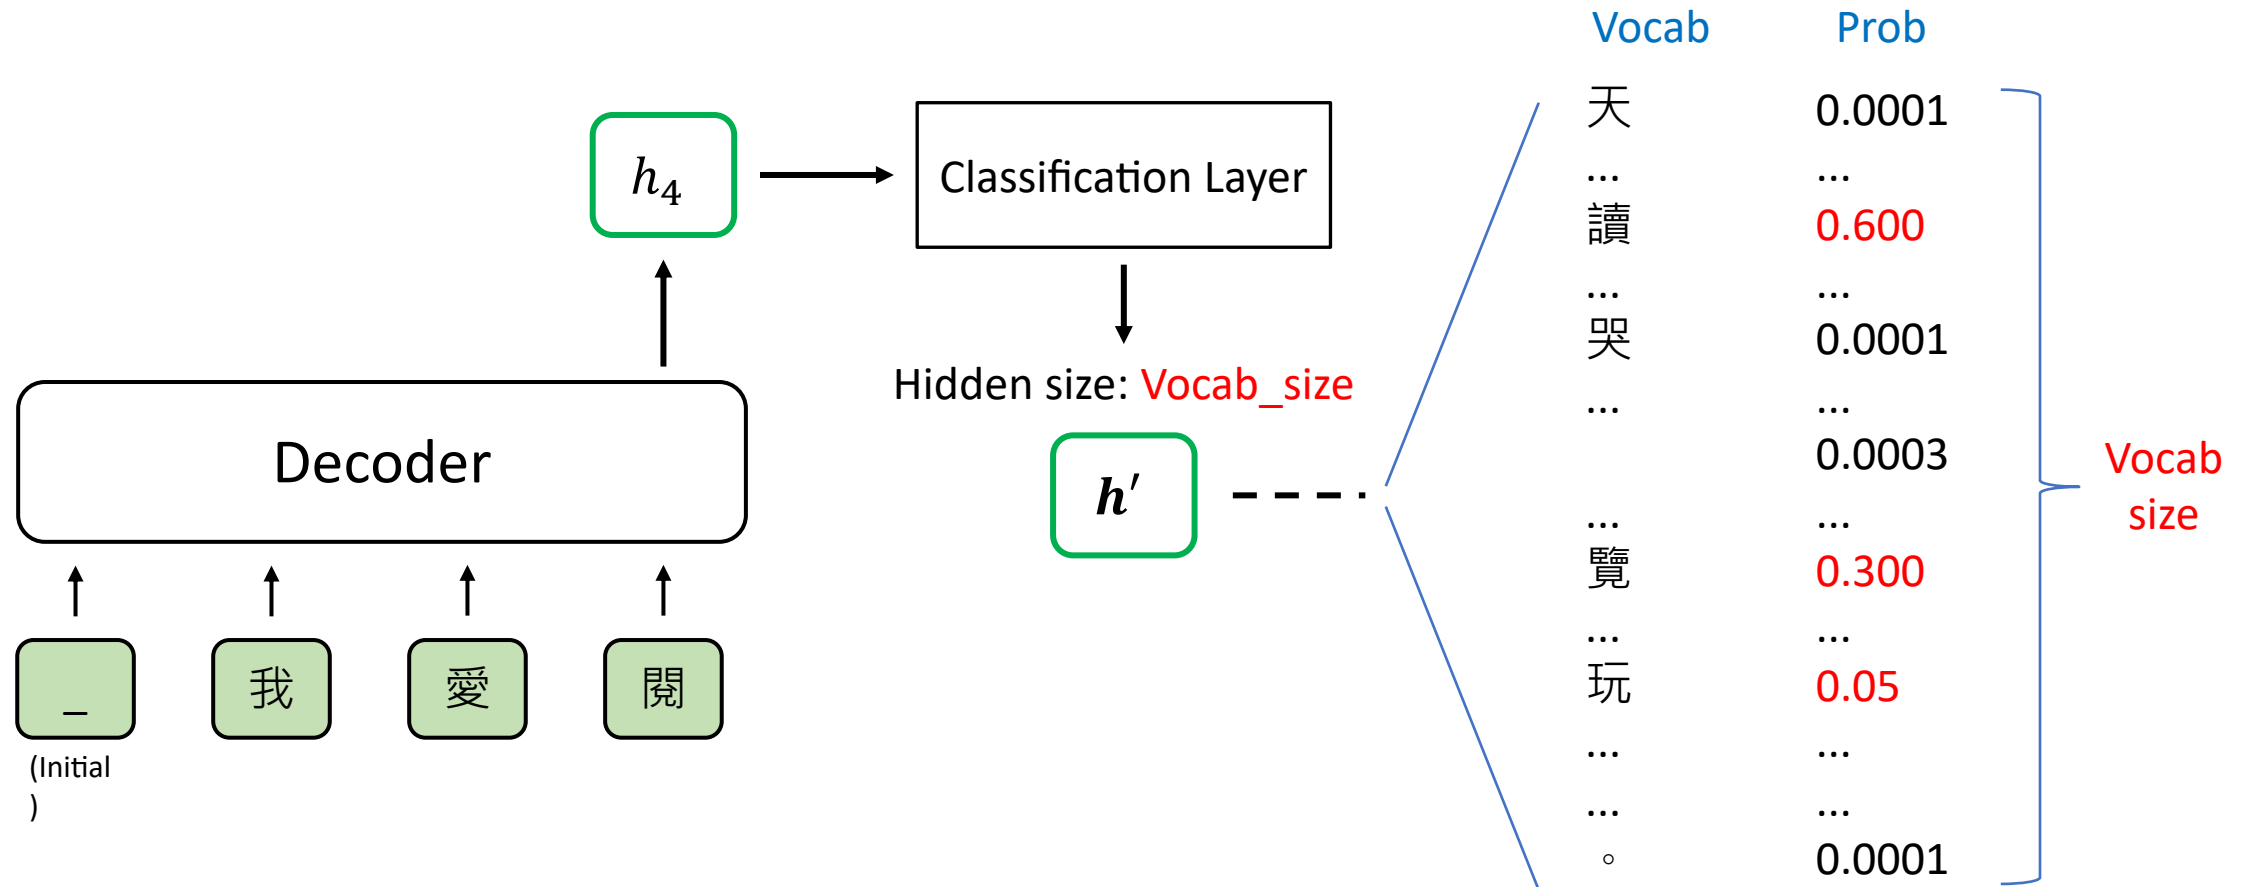 Vocab Prob
天 0.0001
... ...
讀 0.600
... ...
哭 0.0001
... ...
0.0003
... ...
覽 0.300
... ...
玩 0.05
... ...
... ...
。 0.0001
Vocab
size
h₄
Classification Layer
Hidden size: Vocab_size
h′
Decoder
_
我
愛
閱
(Initial
)